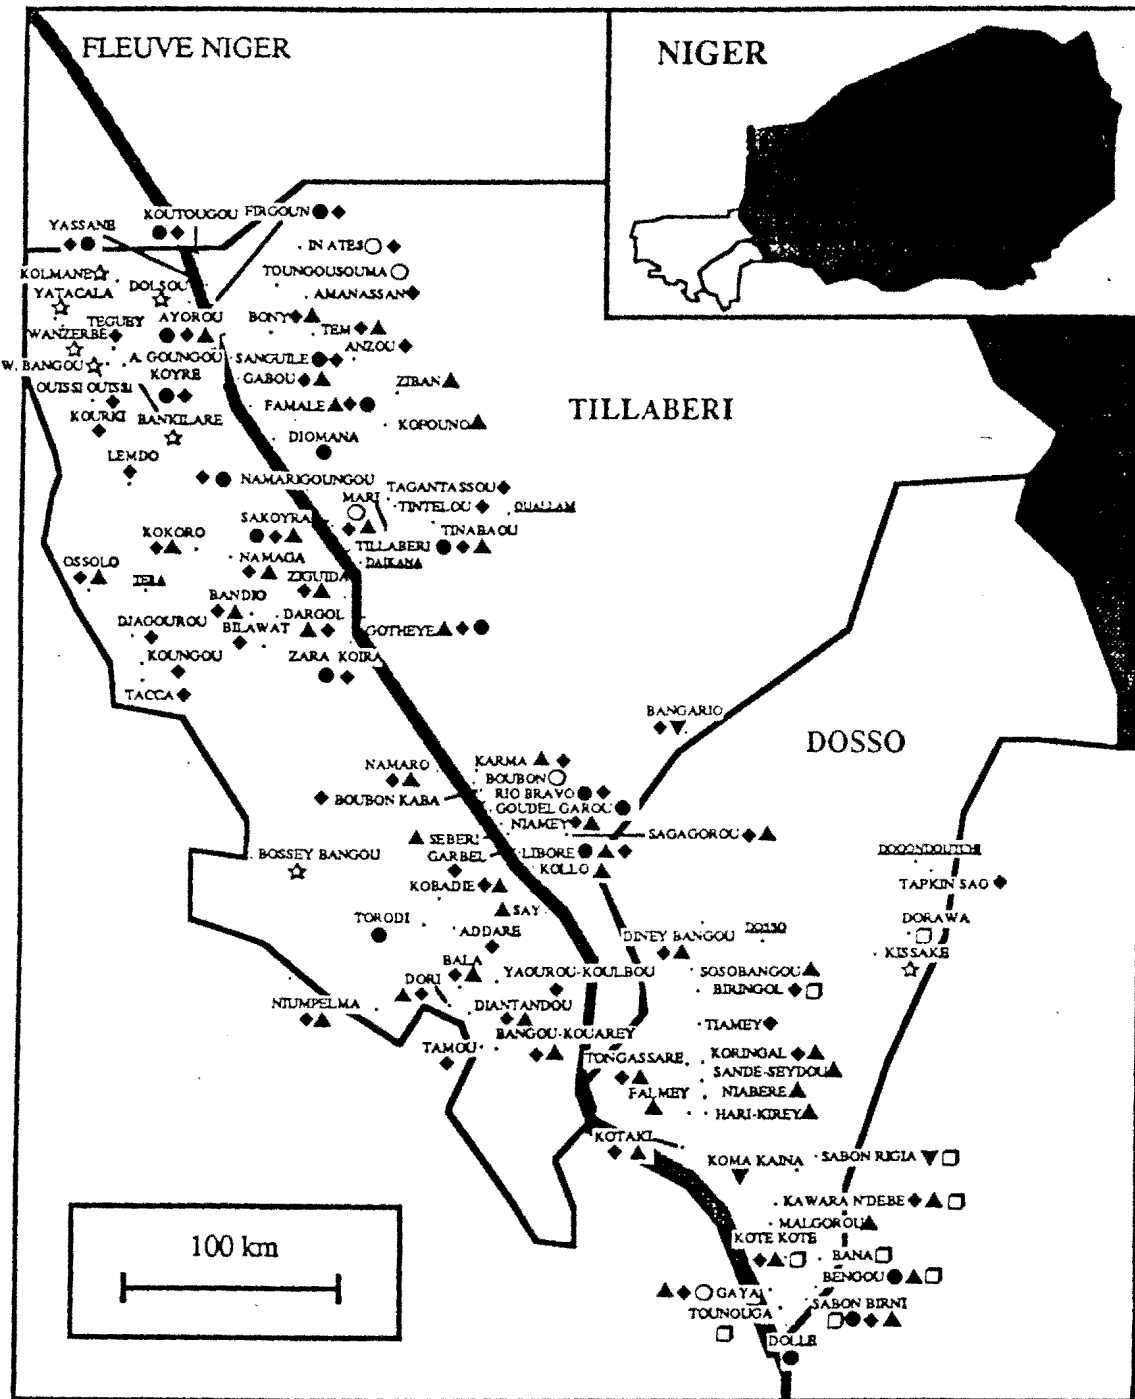 FLEUVE NIGER
NIGER
KOUTOUGOU FIRGOUN
YASSANE
IN ATES
KOLMANE
TOUNGOUSOUMA
DOLSOU
YATACALA
AMANASSAN
TEGUEY
AYOROU
BONY
WANZERBE
TEM
ANZOU
A. GOUNGOU
SANGUILE
W. BANGOU
KOYRE
GABOU
ZIBAN
OUISSI OUISSI
TILLABERI
FAMALE
KOURKI
BANKILARE
KOFOUNO
DIOMANA
LEMDO
NAMARIGOUNGOU
TAGANTASSOU
MARI
TINTELOU
OUALLAM
SAKOYRA
KOKORO
TINABAOU
TILLABERI
OSSOLO
NAMAGA
DAIKANA
TERA
ZIGUIDA
BANDIO
DJAGOUROU
DARGOL
BILAWAT
GOTHEYE
KOUNGOU
ZARA KOIRA
TACCA
BANGARIO
DOSSO
NAMARO
KARMA
BOUBON
BOUBON KABA
RIO BRAVO
GOUDEL GAROU
NIAMEY
SEBERI
SAGAGOROU
GARBEL
LIBORE
BOSSEY BANGOU
KOLLO
DOGONDOUTCHI
KOBADIE
TAPKIN SAO
SAY
TORODI
DORAWA
ADDARE
DINEY BANGOU
DOSSO
KISSAKE
BALA
YAOUROU-KOULBOU
SOSOBANGOU
DORI
BIRINGOL
NIUMPELMA
DIANTANDOU
TIAMEY
BANGOU-KOUAREY
TAMOU
TONGASSARE
KORINGAL
SANDE-SEYDOU
FALMEY
NIABERE
HARI-KIREY
KOTAKI
KOMA KAINA
SABON RIGIA
KAWARA N'DEBE
MALGOROU
100 km
KOTE KOTE
BANA
BENGOU
GAYA
SABON BIRNI
TOUNOUGA
DOLLE